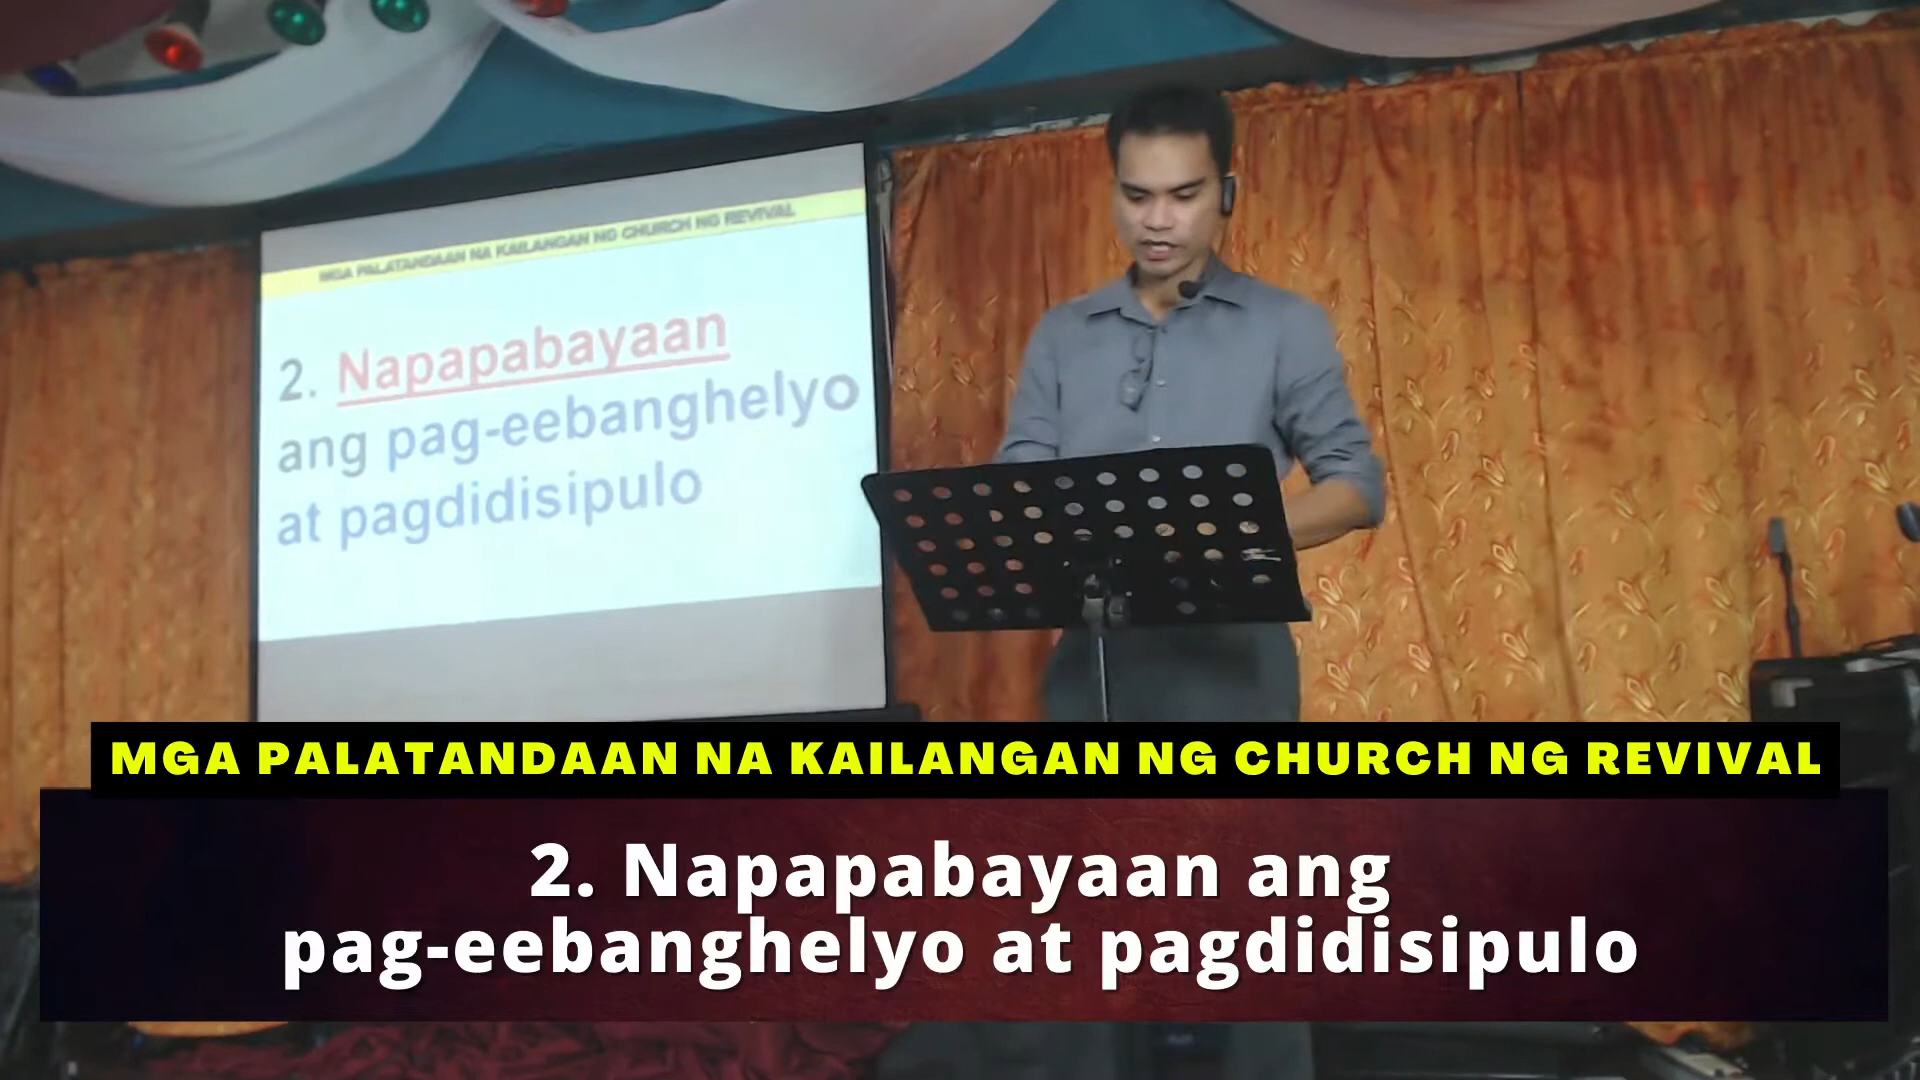 MGA PALATANDAAN NA KAILANGAN NG CHURCH NG REVIVAL
2. Napapabayaan
ang pag-eebanghelyo
at pagdidisipulo
MGA PALATANDAAN NA KAILANGAN NG CHURCH NG REVIVAL
2. Napapabayaan ang
pag-eebanghelyo at pagdidisipulo